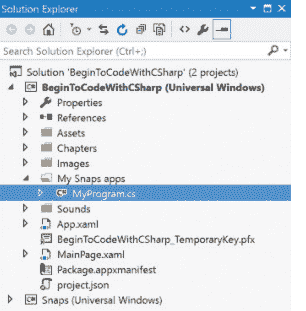 Solution Explorer
Search Solution Explorer (Ctrl+;)
Solution 'BeginToCodeWithCSharp' (2 projects)
BeginToCodeWithCSharp (Universal Windows)
Properties
References
Assets
Chapters
Images
My Snaps apps
C# MyProgram.cs
Sounds
App.xaml
BeginToCodeWithCSharp_TemporaryKey.pfx
MainPage.xaml
Package.appxmanifest
project.json
Snaps (Universal Windows)